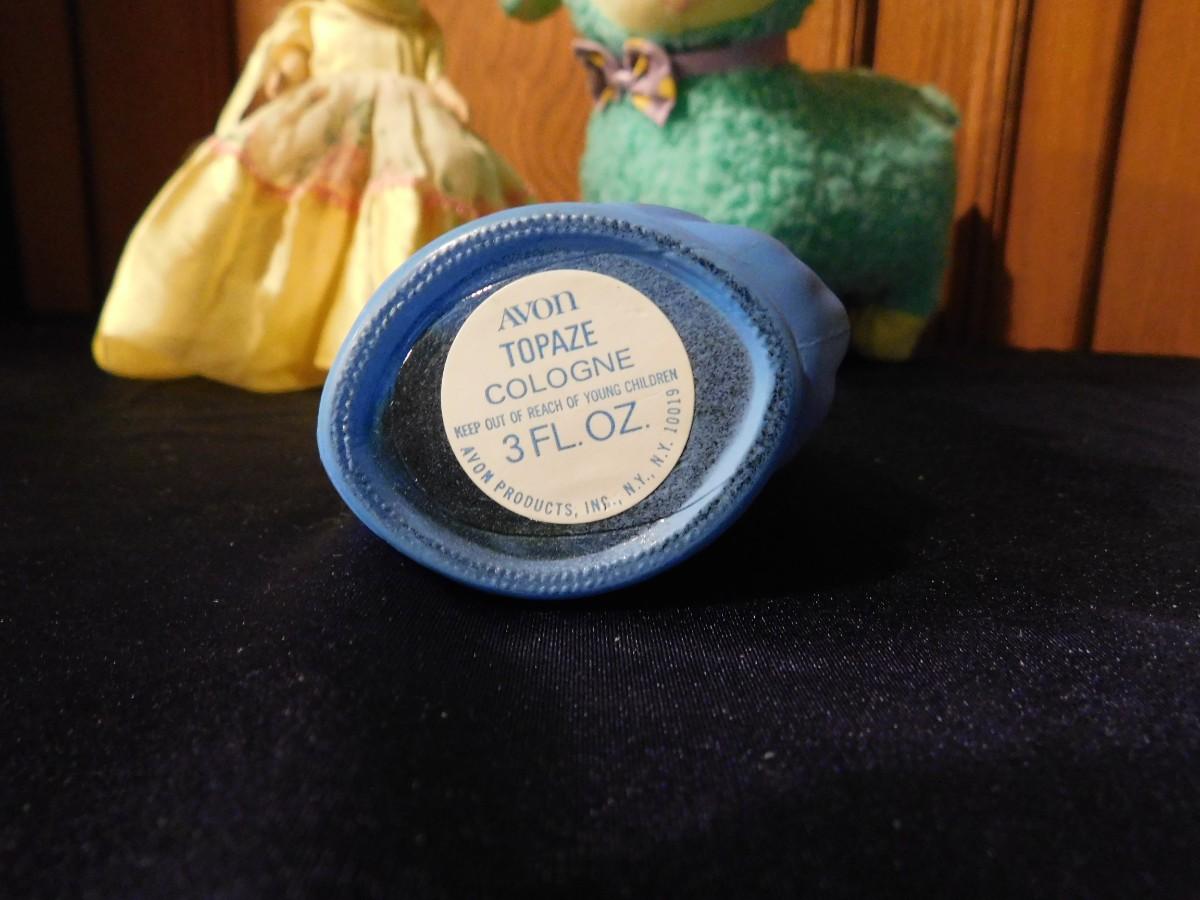 AVON
TOPAZE
COLOGNE
KEEP OUT OF REACH OF YOUNG CHILDREN
3 FL. OZ.
AVON PRODUCTS, INC., N.Y., N.Y. 10019